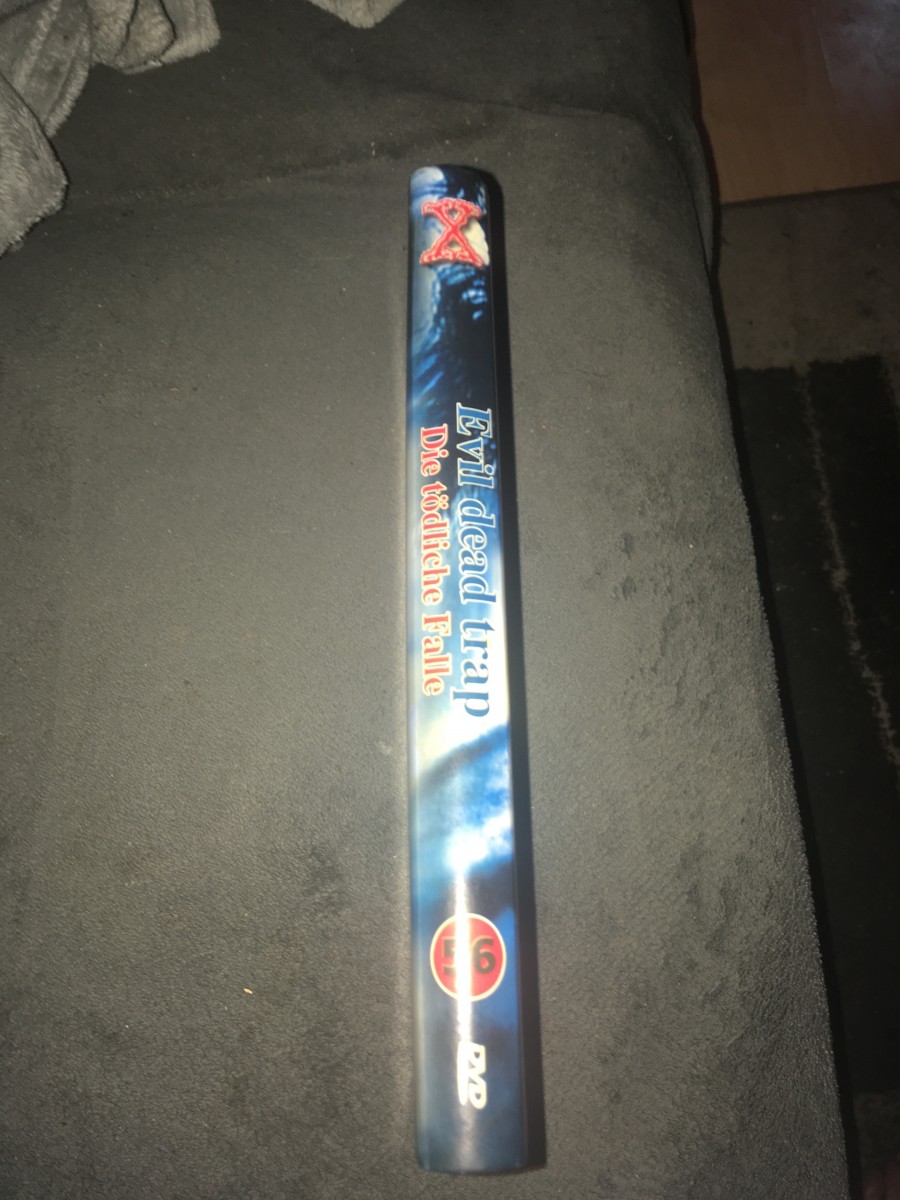 X
Evil dead trap
Die tödliche Falle
DVD